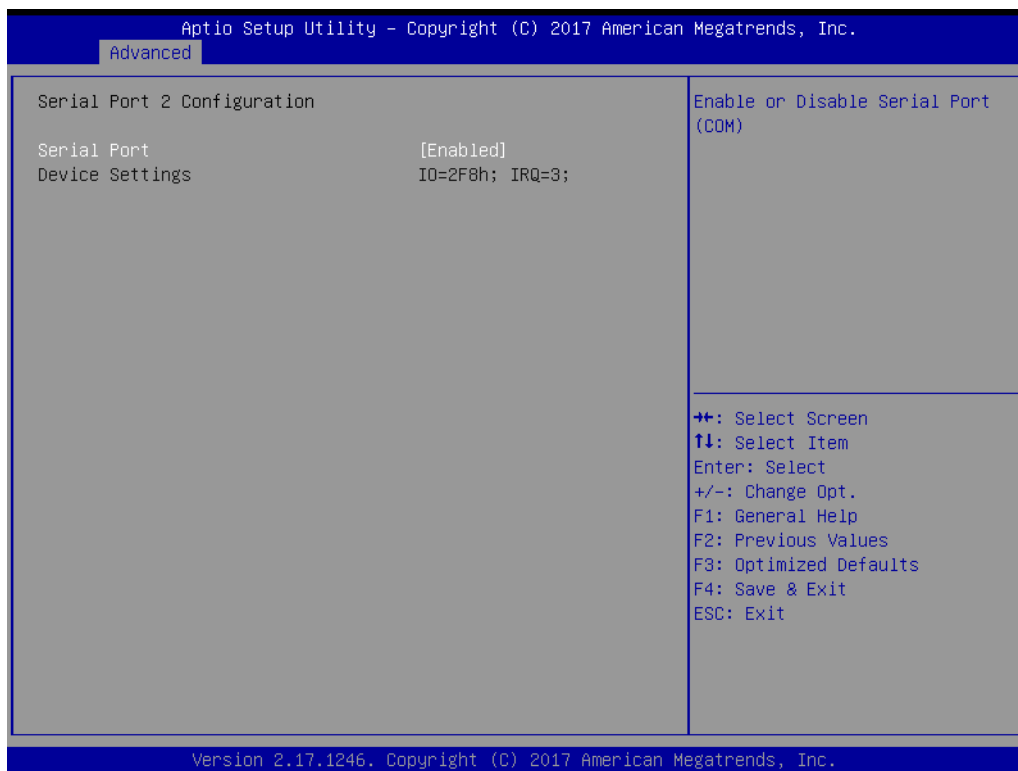 Aptio Setup Utility – Copyright (C) 2017 American Megatrends, Inc.
Advanced
Serial Port 2 Configuration
Serial Port [Enabled]
Device Settings IO=2F8h; IRQ=3;
Enable or Disable Serial Port
(COM)
→←: Select Screen
↑↓: Select Item
Enter: Select
+/-: Change Opt.
F1: General Help
F2: Previous Values
F3: Optimized Defaults
F4: Save & Exit
ESC: Exit
Version 2.17.1246. Copyright (C) 2017 American Megatrends, Inc.